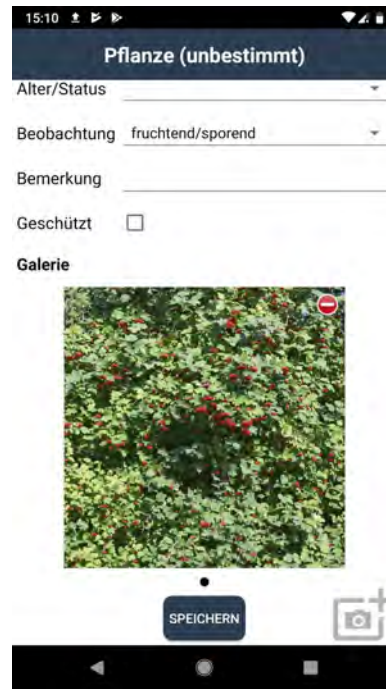 15:10
Pflanze (unbestimmt)
Alter/Status
Beobachtung fruchtend/sporend
Bemerkung
Geschützt
Galerie
SPEICHERN